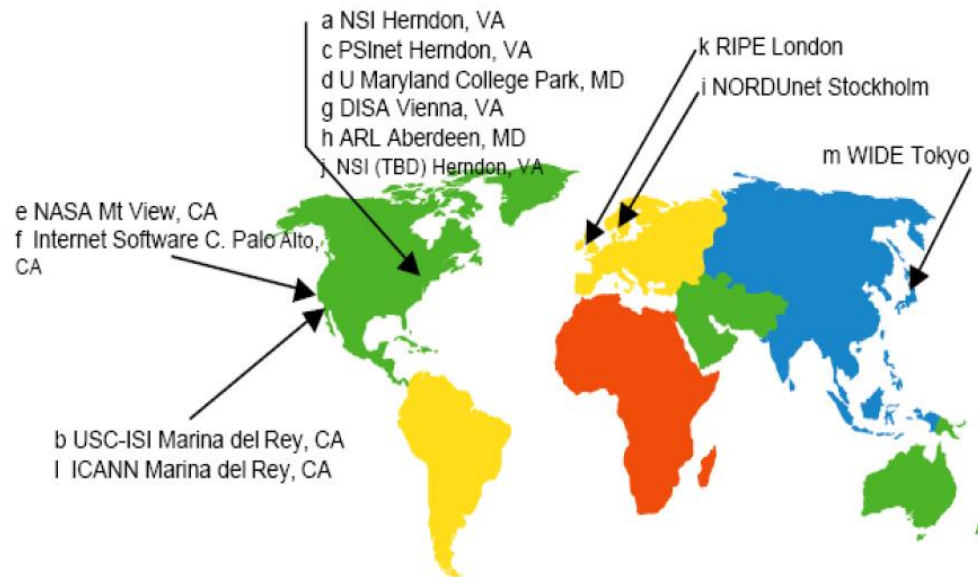 a NSI Herndon, VA
c PSInet Herndon, VA
d U Maryland College Park, MD
g DISA Vienna, VA
h ARL Aberdeen, MD
j NSI (TBD) Herndon, VA
k RIPE London
i NORDUnet Stockholm
m WIDE Tokyo
e NASA Mt View, CA
f Internet Software C. Palo Alto,
CA
b USC-ISI Marina del Rey, CA
l ICANN Marina del Rey, CA